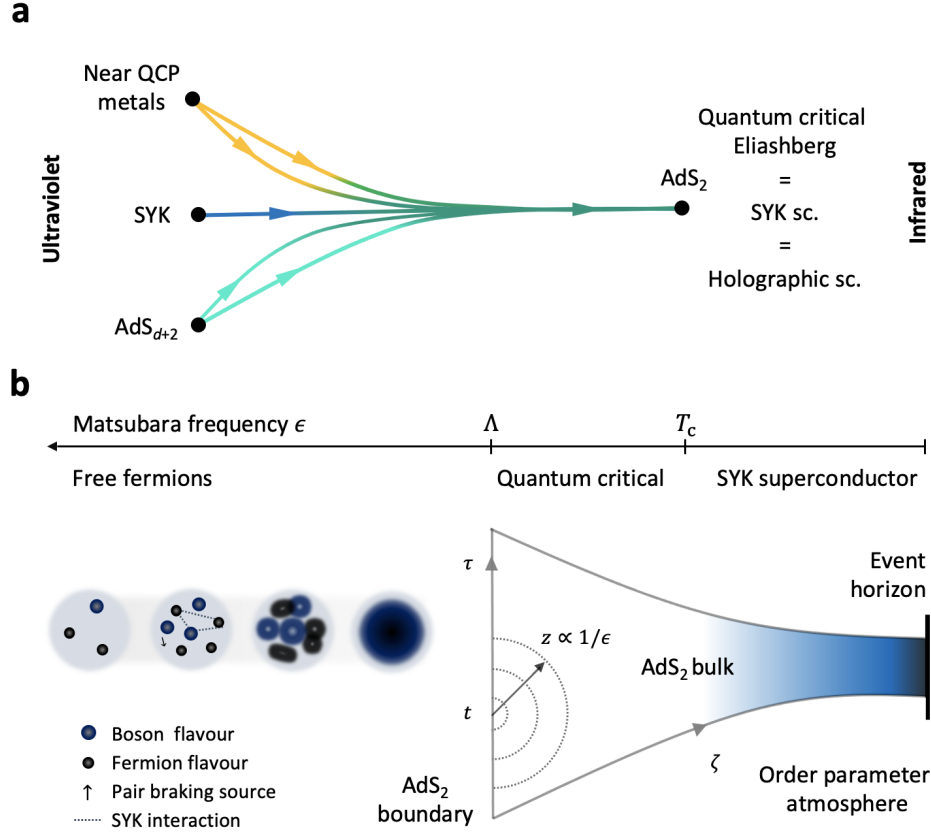 a
Near QCP
metals
Ultraviolet
SYK
AdS_{d+2}
AdS₂
Quantum critical
Eliashberg
=
SYK sc.
=
Holographic sc.
Infrared
b
Matsubara frequency ϵ
Λ
T_c
Free fermions
Quantum critical
SYK superconductor
τ
z ∝ 1/ϵ
t
AdS₂ bulk
Event
horizon
ζ
AdS₂
boundary
Order parameter
atmosphere
Boson flavour
Fermion flavour
↑ Pair braking source
SYK interaction